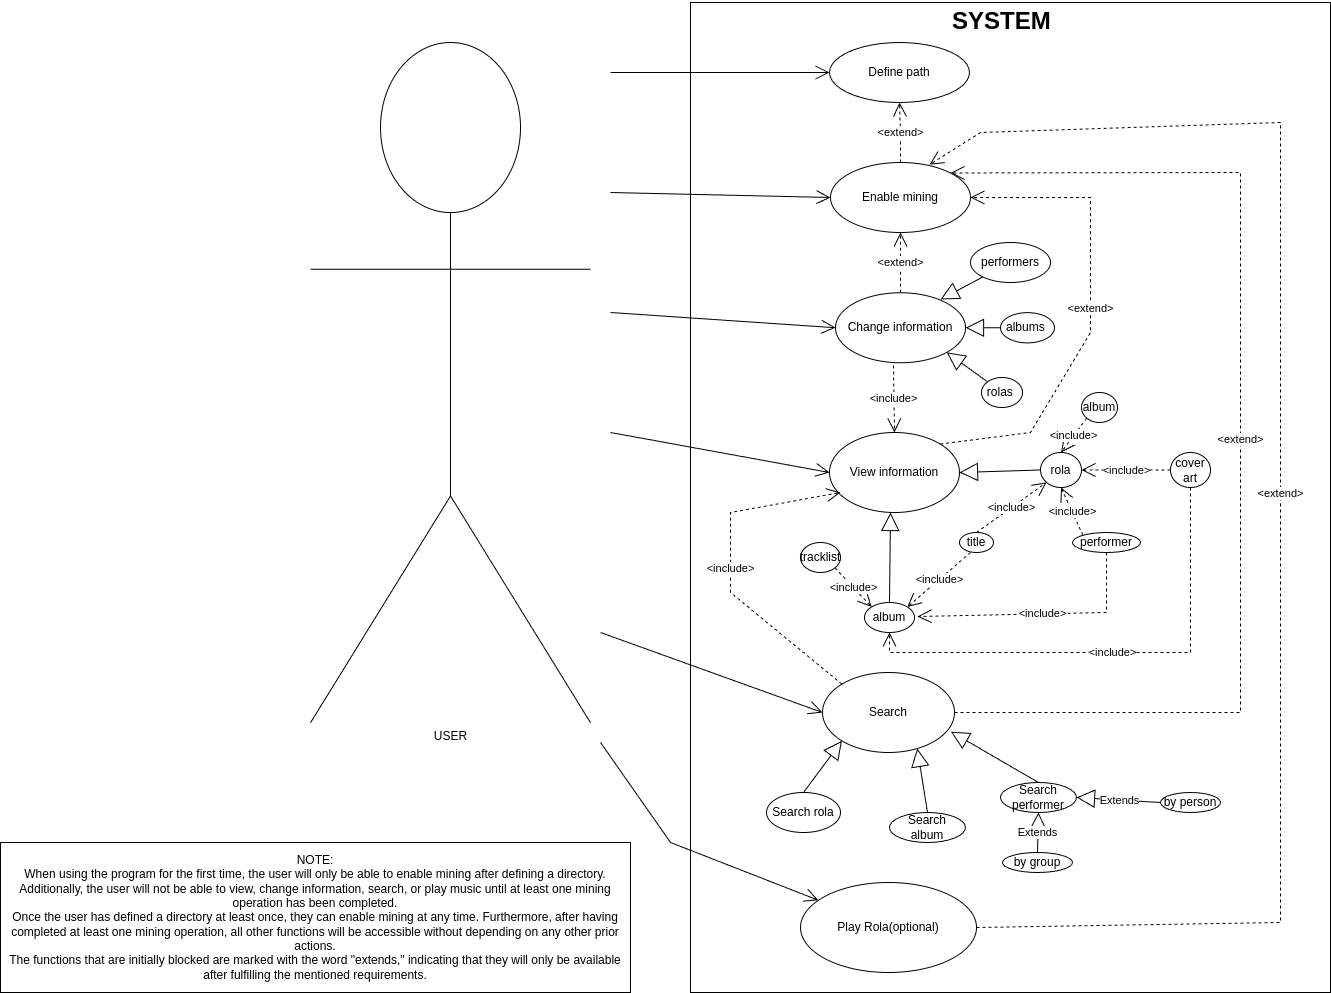 SYSTEM
Define path
<extend>
Enable mining
<extend>
performers
Change information
albums
rolas
<extend>
<include>
album
<include>
View information
rola
<include>
cover
art
<extend>
<extend>
<include>
<include>
title
performer
tracklist
<include>
<include>
<include>
album
<include>
<include>
Search
USER
Search rola
Search
album
Search
performer
Extends
by person
Extends
by group
Play Rola(optional)
NOTE:
When using the program for the first time, the user will only be able to enable mining after defining a directory.
Additionally, the user will not be able to view, change information, search, or play music until at least one mining
operation has been completed.
Once the user has defined a directory at least once, they can enable mining at any time. Furthermore, after having
completed at least one mining operation, all other functions will be accessible without depending on any other prior
actions.
The functions that are initially blocked are marked with the word "extends," indicating that they will only be available
after fulfilling the mentioned requirements.